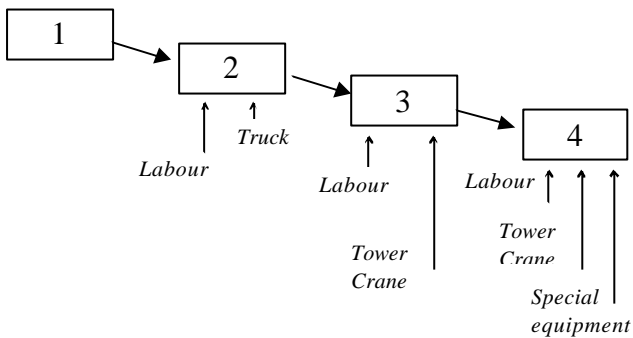 1
2
3
4
Truck
Labour
Labour
Labour
Tower
Crane
Tower
Crane
Special
equipment